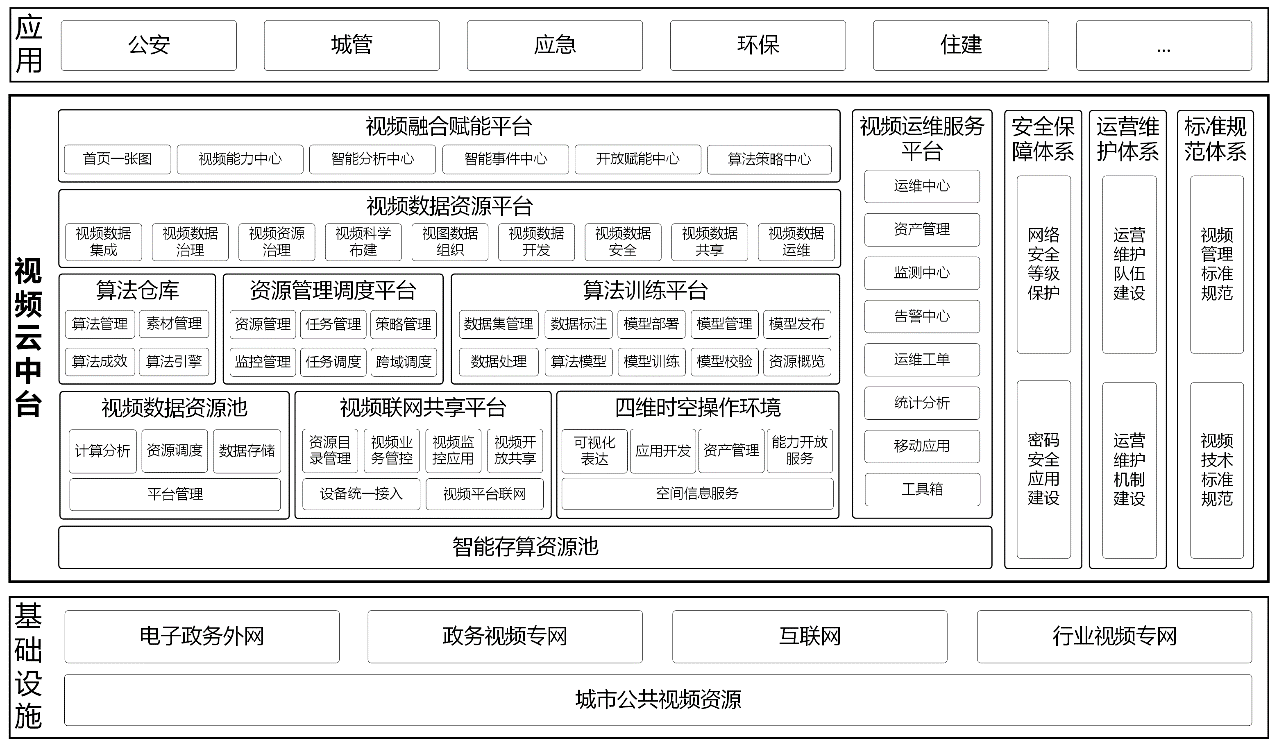 应用
公安
城管
应急
环保
住建
...
视频云中台
视频融合赋能平台
首页一张图
视频能力中心
智能分析中心
智能事件中心
开放赋能中心
算法策略中心
视频数据资源平台
视频数据
集成
视频数据
治理
视频资源
治理
视频科学
布建
视图数据
组织
视频数据
开发
视频数据
安全
视频数据
共享
视频数据
运维
算法仓库
算法管理
素材管理
算法成效
算法引擎
资源管理调度平台
资源管理
任务管理
策略管理
监控管理
任务调度
跨域调度
算法训练平台
数据集管理
数据标注
模型部署
模型管理
模型发布
数据处理
算法模型
模型训练
模型校验
资源概览
视频数据资源池
计算分析
资源调度
数据存储
平台管理
视频联网共享平台
资源目
录管理
视频业
务管控
视频监
控应用
视频开
放共享
设备统一接入
视频平台联网
四维时空操作环境
可视化
表达
应用开发
资产管理
能力开放
服务
空间信息服务
智能存算资源池
视频运维服务
平台
运维中心
资产管理
监测中心
告警中心
运维工单
统计分析
移动应用
工具箱
安全保
障体系
网络
安全
等级
保护
密码
安全
应用
建设
运营维
护体系
运营
维护
队伍
建设
运营
维护
机制
建设
标准规
范体系
视频
管理
标准
规范
视频
技术
标准
规范
基础设施
电子政务外网
政务视频专网
互联网
行业视频专网
城市公共视频资源